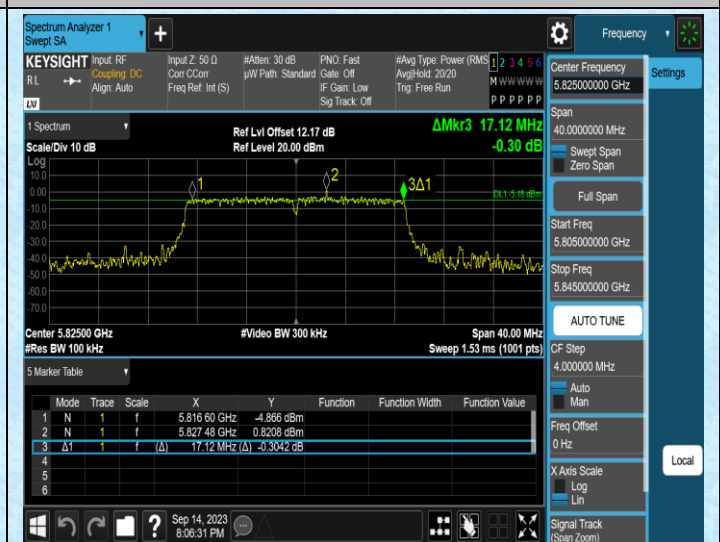 Spectrum Analyzer 1
Swept SA
Frequency
KEYSIGHT
RL
LXI
Input: RF
Coupling: DC
Align: Auto
Input Z: 50 Ω
Corr CCorr
Freq Ref: Int (S)
#Atten: 30 dB
µW Path: Standard
PNO: Fast
Gate: Off
IF Gain: Low
Sig Track: Off
#Avg Type: Power (RMS
Avg|Hold: 20/20
Trig: Free Run
1 2 3 4 5 6
M W W W W W
P P P P P P
1 Spectrum
Scale/Div 10 dB
Ref Lvl Offset 12.17 dB
Ref Level 20.00 dBm
ΔMkr3 17.12 MHz
-0.30 dB
Log
10.0
0.00
-10.0
-20.0
-30.0
-40.0
-50.0
-60.0
-70.0
1
2
3Δ1
DL1 -5.18 dBm
Center 5.82500 GHz
#Res BW 100 kHz
#Video BW 300 kHz
Span 40.00 MHz
Sweep 1.53 ms (1001 pts)
5 Marker Table
Mode Trace Scale X Y Function Function Width Function Value
1 N 1 f 5.816 60 GHz -4.866 dBm
2 N 1 f 5.827 48 GHz 0.8208 dBm
3 Δ1 1 f (Δ) 17.12 MHz (Δ) -0.3042 dB
4
5
6
Sep 14, 2023
8:06:31 PM
Center Frequency
5.825000000 GHz
Span
40.0000000 MHz
Swept Span
Zero Span
Full Span
Start Freq
5.805000000 GHz
Stop Freq
5.845000000 GHz
AUTO TUNE
CF Step
4.000000 MHz
Auto
Man
Freq Offset
0 Hz
X Axis Scale
Log
Lin
Signal Track
(Span Zoom)
Settings
Local